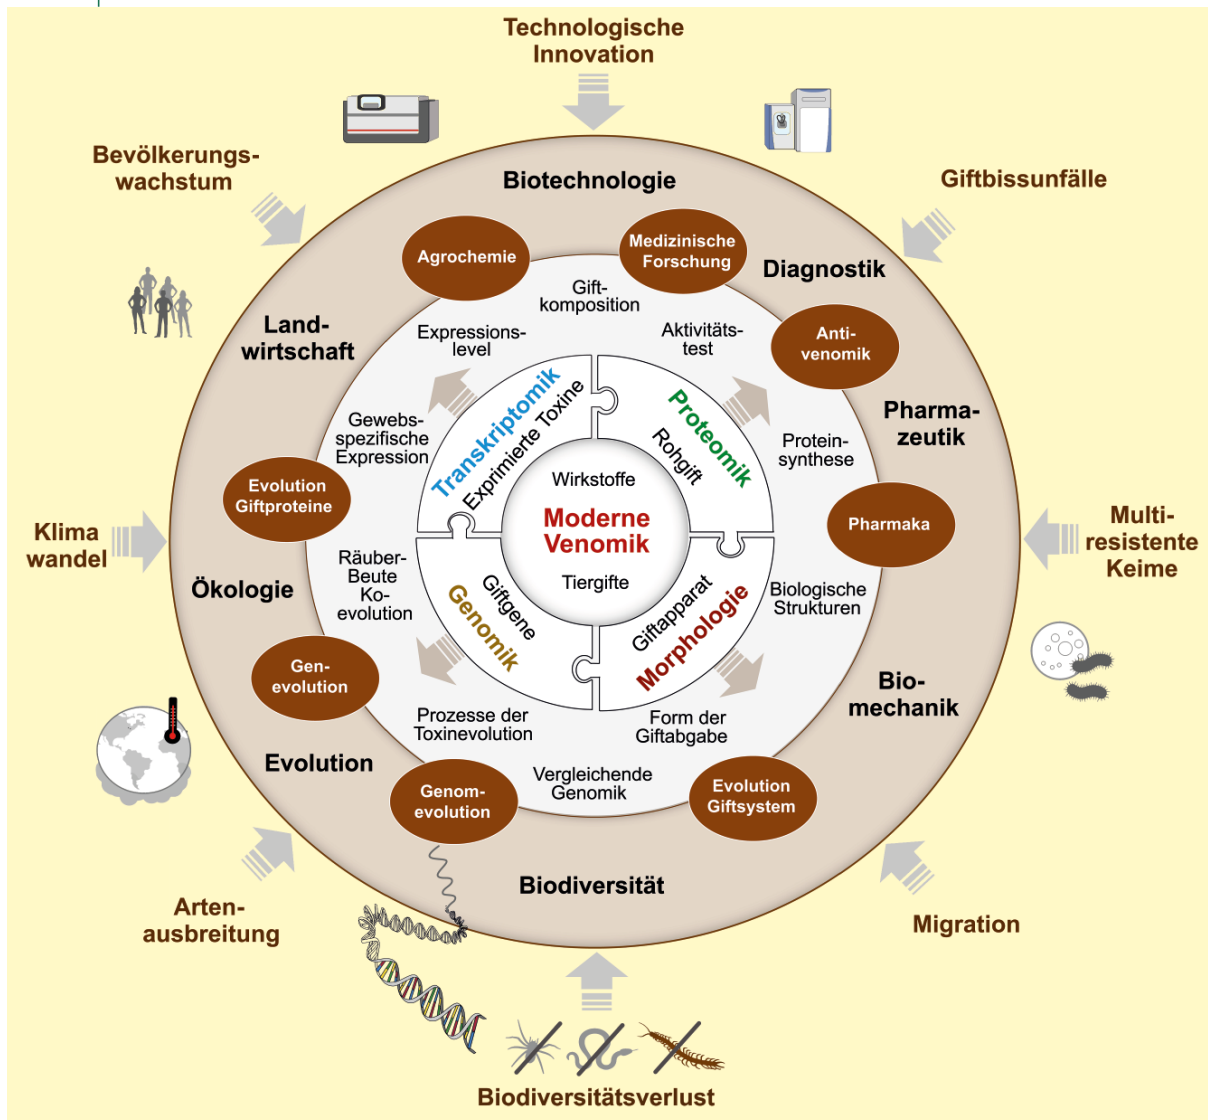 Technologische
Innovation
Bevölkerungs-
wachstum
Giftbissunfälle
Biotechnologie
Agrochemie
Medizinische
Forschung
Diagnostik
Gift-
komposition
Land-
wirtschaft
Expressions-
level
Aktivitäts-
test
Anti-
venomik
Transkriptomik
Exprimierte Toxine
Proteomik
Rohgift
Pharma-
zeutik
Gewebs-
spezifische
Expression
Protein-
synthese
Evolution
Giftproteine
Wirkstoffe
Moderne
Venomik
Tiergifte
Pharmaka
Klima
wandel
Multi-
resistente
Keime
Räuber-
Beute
Ko-
evolution
Ökologie
Giftgene
Genomik
Giftapparat
Morphologie
Biologische
Strukturen
Gen-
evolution
Bio-
mechanik
Prozesse der
Toxinevolution
Form der
Giftabgabe
Evolution
Genom-
evolution
Vergleichende
Genomik
Evolution
Giftsystem
Biodiversität
Arten-
ausbreitung
Migration
Biodiversitätsverlust